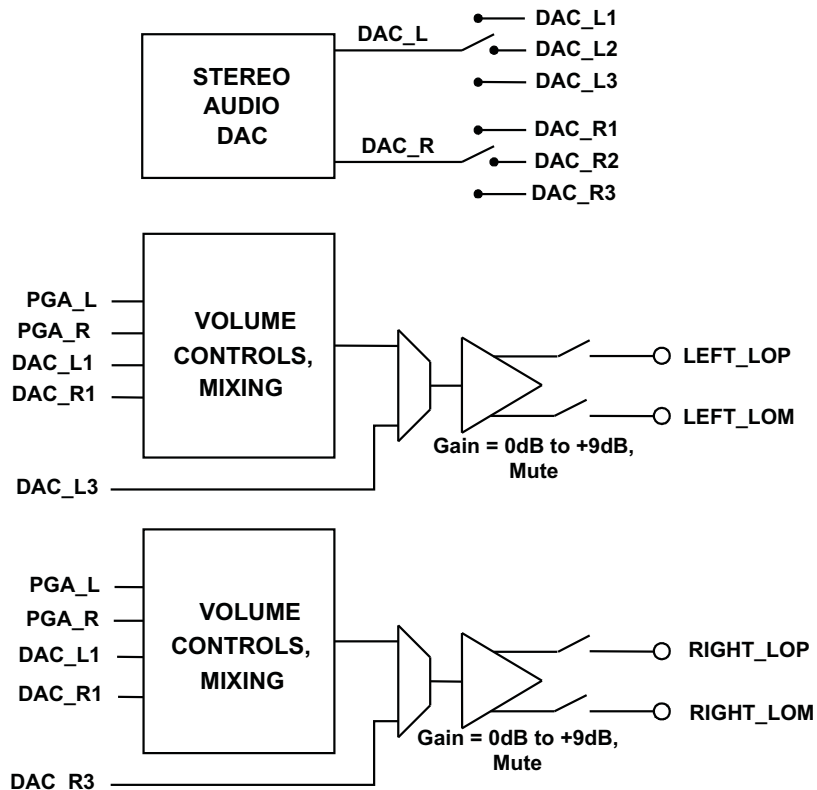 STEREO
AUDIO
DAC
DAC_L
DAC_L1
DAC_L2
DAC_L3
DAC_R
DAC_R1
DAC_R2
DAC_R3
PGA_L
PGA_R
DAC_L1
DAC_R1
VOLUME
CONTROLS,
MIXING
LEFT_LOP
LEFT_LOM
Gain = 0dB to +9dB,
Mute
DAC_L3
PGA_L
PGA_R
DAC_L1
DAC_R1
VOLUME
CONTROLS,
MIXING
RIGHT_LOP
RIGHT_LOM
Gain = 0dB to +9dB,
Mute
DAC_R3